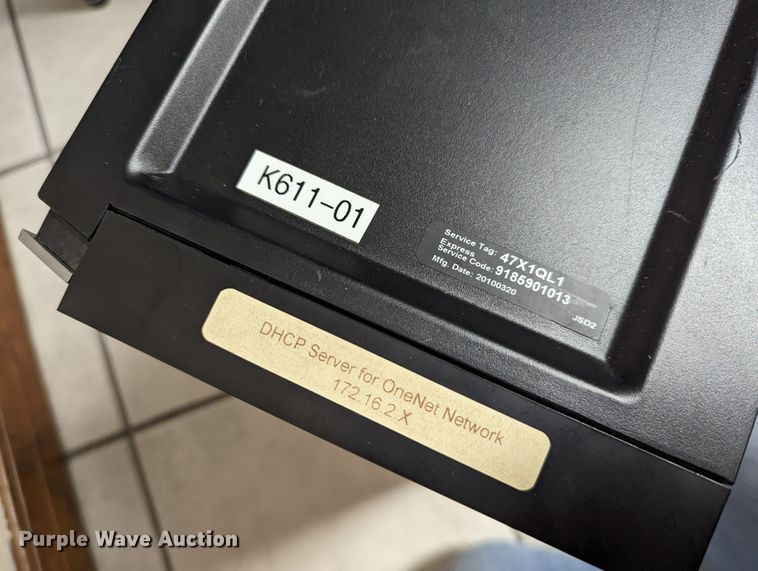 K611-01
Service Tag: 47X1QL1
Express
Service Code: 9185901013
Mfg. Date: 20100320
JSD2
DHCP Server for OneNet Network
172.16.2.X
Purple Wave Auction